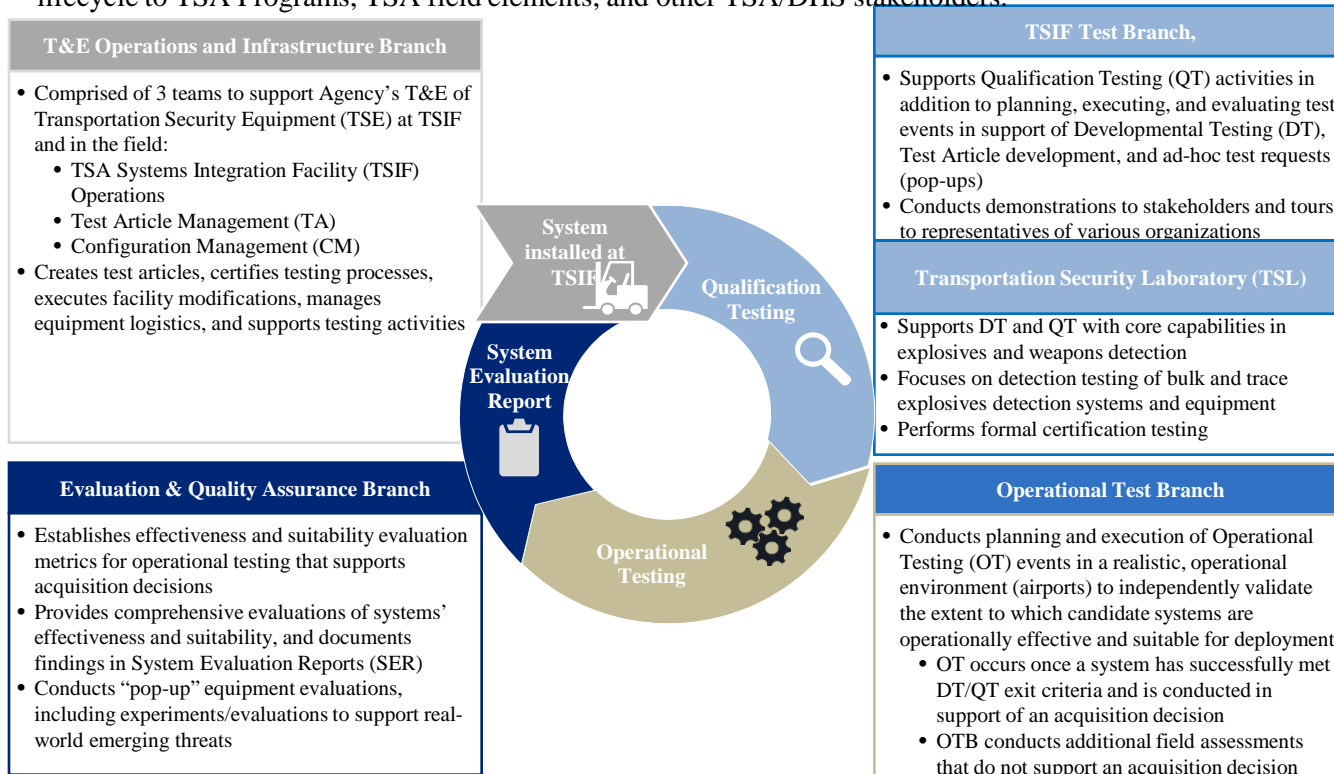 lifecycle to TSA Programs, TSA field elements, and other TSA/DHS stakeholders.
T&E Operations and Infrastructure Branch
• Comprised of 3 teams to support Agency's T&E of
Transportation Security Equipment (TSE) at TSIF
and in the field:
• TSA Systems Integration Facility (TSIF)
Operations
• Test Article Management (TA)
• Configuration Management (CM)
• Creates test articles, certifies testing processes,
executes facility modifications, manages
equipment logistics, and supports testing activities
TSIF Test Branch,
• Supports Qualification Testing (QT) activities in
addition to planning, executing, and evaluating test
events in support of Developmental Testing (DT),
Test Article development, and ad-hoc test requests
(pop-ups)
• Conducts demonstrations to stakeholders and tours
to representatives of various organizations
Transportation Security Laboratory (TSL)
• Supports DT and QT with core capabilities in
explosives and weapons detection
• Focuses on detection testing of bulk and trace
explosives detection systems and equipment
• Performs formal certification testing
System
installed at
TSIF
Qualification
Testing
System
Evaluation
Report
Operational
Testing
Evaluation & Quality Assurance Branch
• Establishes effectiveness and suitability evaluation
metrics for operational testing that supports
acquisition decisions
• Provides comprehensive evaluations of systems'
effectiveness and suitability, and documents
findings in System Evaluation Reports (SER)
• Conducts “pop-up” equipment evaluations,
including experiments/evaluations to support real-
world emerging threats
Operational Test Branch
• Conducts planning and execution of Operational
Testing (OT) events in a realistic, operational
environment (airports) to independently validate
the extent to which candidate systems are
operationally effective and suitable for deployment
• OT occurs once a system has successfully met
DT/QT exit criteria and is conducted in
support of an acquisition decision
• OTB conducts additional field assessments
that do not support an acquisition decision